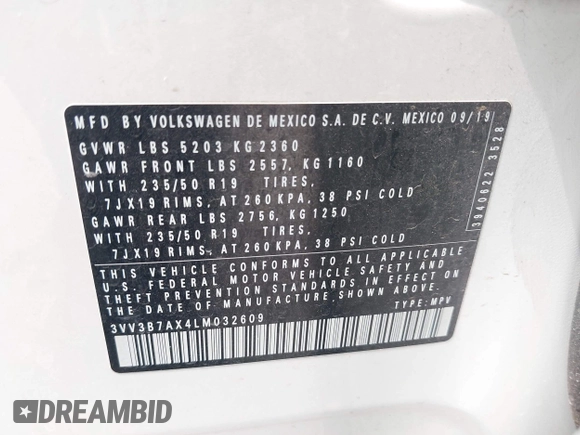 MFD BY VOLKSWAGEN DE MEXICO S.A. DE C.V. MEXICO 09/19
GVWR LBS 5203 KG 2360
GAWR FRONT LBS 2557, KG 1160
WITH 235/50 R19 TIRES,
7JX19 RIMS, AT 260 KPA, 38 PSI COLD
GAWR REAR LBS 2756, KG 1250
WITH 235/50 R19 TIRES.
7JX19 RIMS, AT 260 KPA, 38 PSI COLD
THIS VEHICLE CONFORMS TO ALL APPLICABLE
U.S. FEDERAL MOTOR VEHICLE SAFETY AND
THEFT PREVENTION STANDARDS IN EFFECT
ON THE DATE OF MANUFACTURE SHOWN ABOVE.
3VV3B7AX4LM032609 TYPE: MPV
3940622 3528
DREAMBID